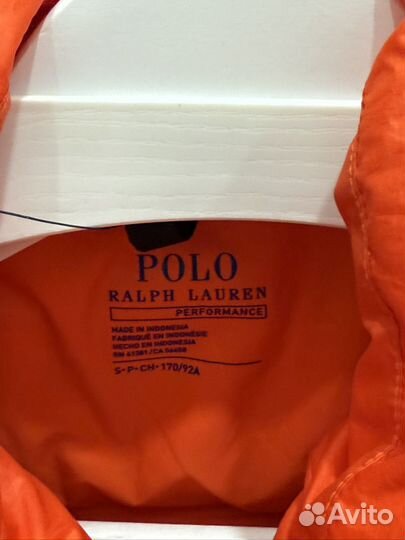 POLO
RALPH LAUREN
PERFORMANCE
MADE IN INDONESIA
FABRIQUÉ EN INDONÉSIE
HECHO EN INDONESIA
RN 41381 / CA 56408
S-P-CH-170/92A
Avito